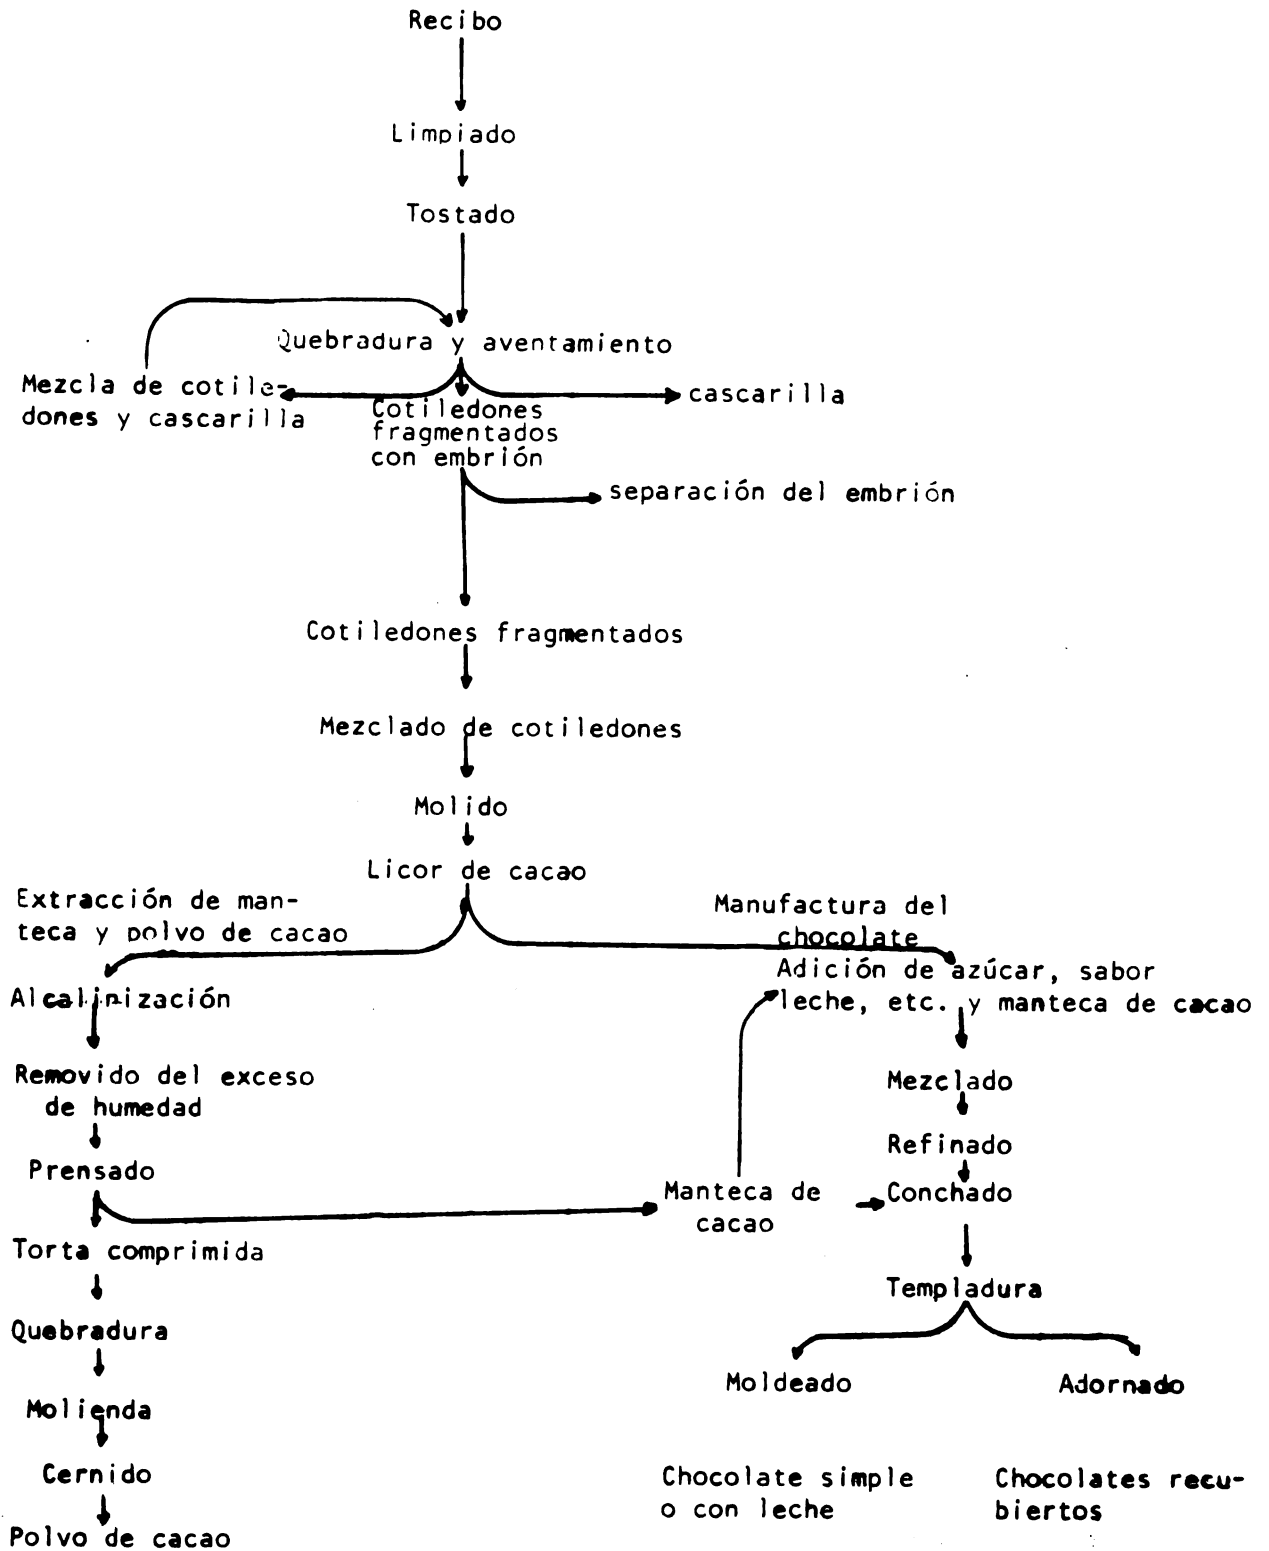 Recibo
Limpiado
Tostado
Quebradura y aventamiento
Mezcla de cotile-
dones y cascarilla
cascarilla
Cotiledones
fragmentados
con embrión
separación del embrión
Cotiledones fragmentados
Mezclado de cotiledones
Molido
Licor de cacao
Extracción de man-
teca y polvo de cacao
Manufactura del
chocolate
Alcalinización
Adición de azúcar, sabor
leche, etc. y manteca de cacao
Removido del exceso
de humedad
Mezclado
Refinado
Prensado
Manteca de
cacao
Conchado
Torta comprimida
Templadura
Quebradura
Moldeado
Adornado
Molienda
Cernido
Chocolate simple
o con leche
Chocolates recu-
biertos
Polvo de cacao